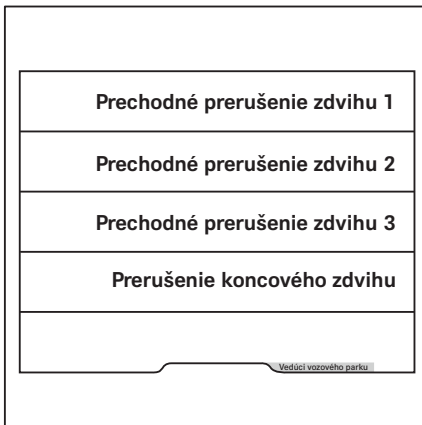 Prechodné prerušenie zdvihu 1
Prechodné prerušenie zdvihu 2
Prechodné prerušenie zdvihu 3
Prerušenie koncového zdvihu
Vedúci vozového parku